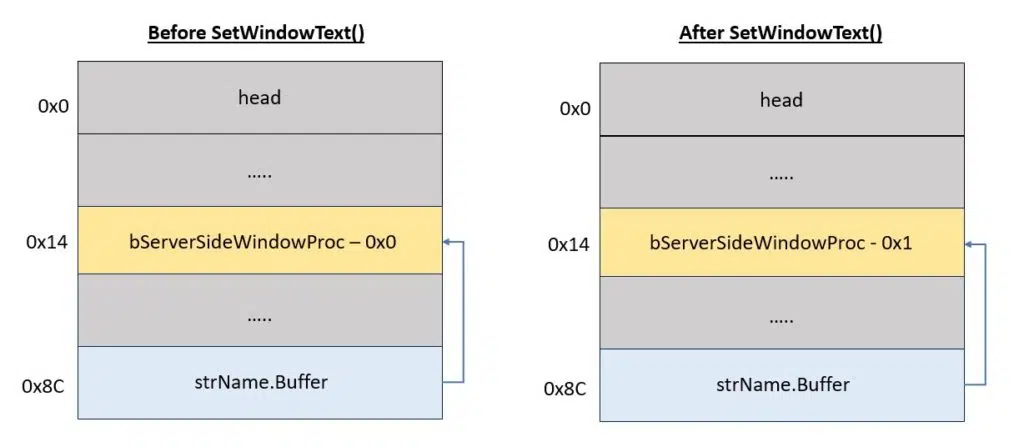 Before SetWindowText()
0x0
head
.....
0x14
bServerSideWindowProc – 0x0
.....
0x8C
strName.Buffer
After SetWindowText()
0x0
head
.....
0x14
bServerSideWindowProc - 0x1
.....
0x8C
strName.Buffer